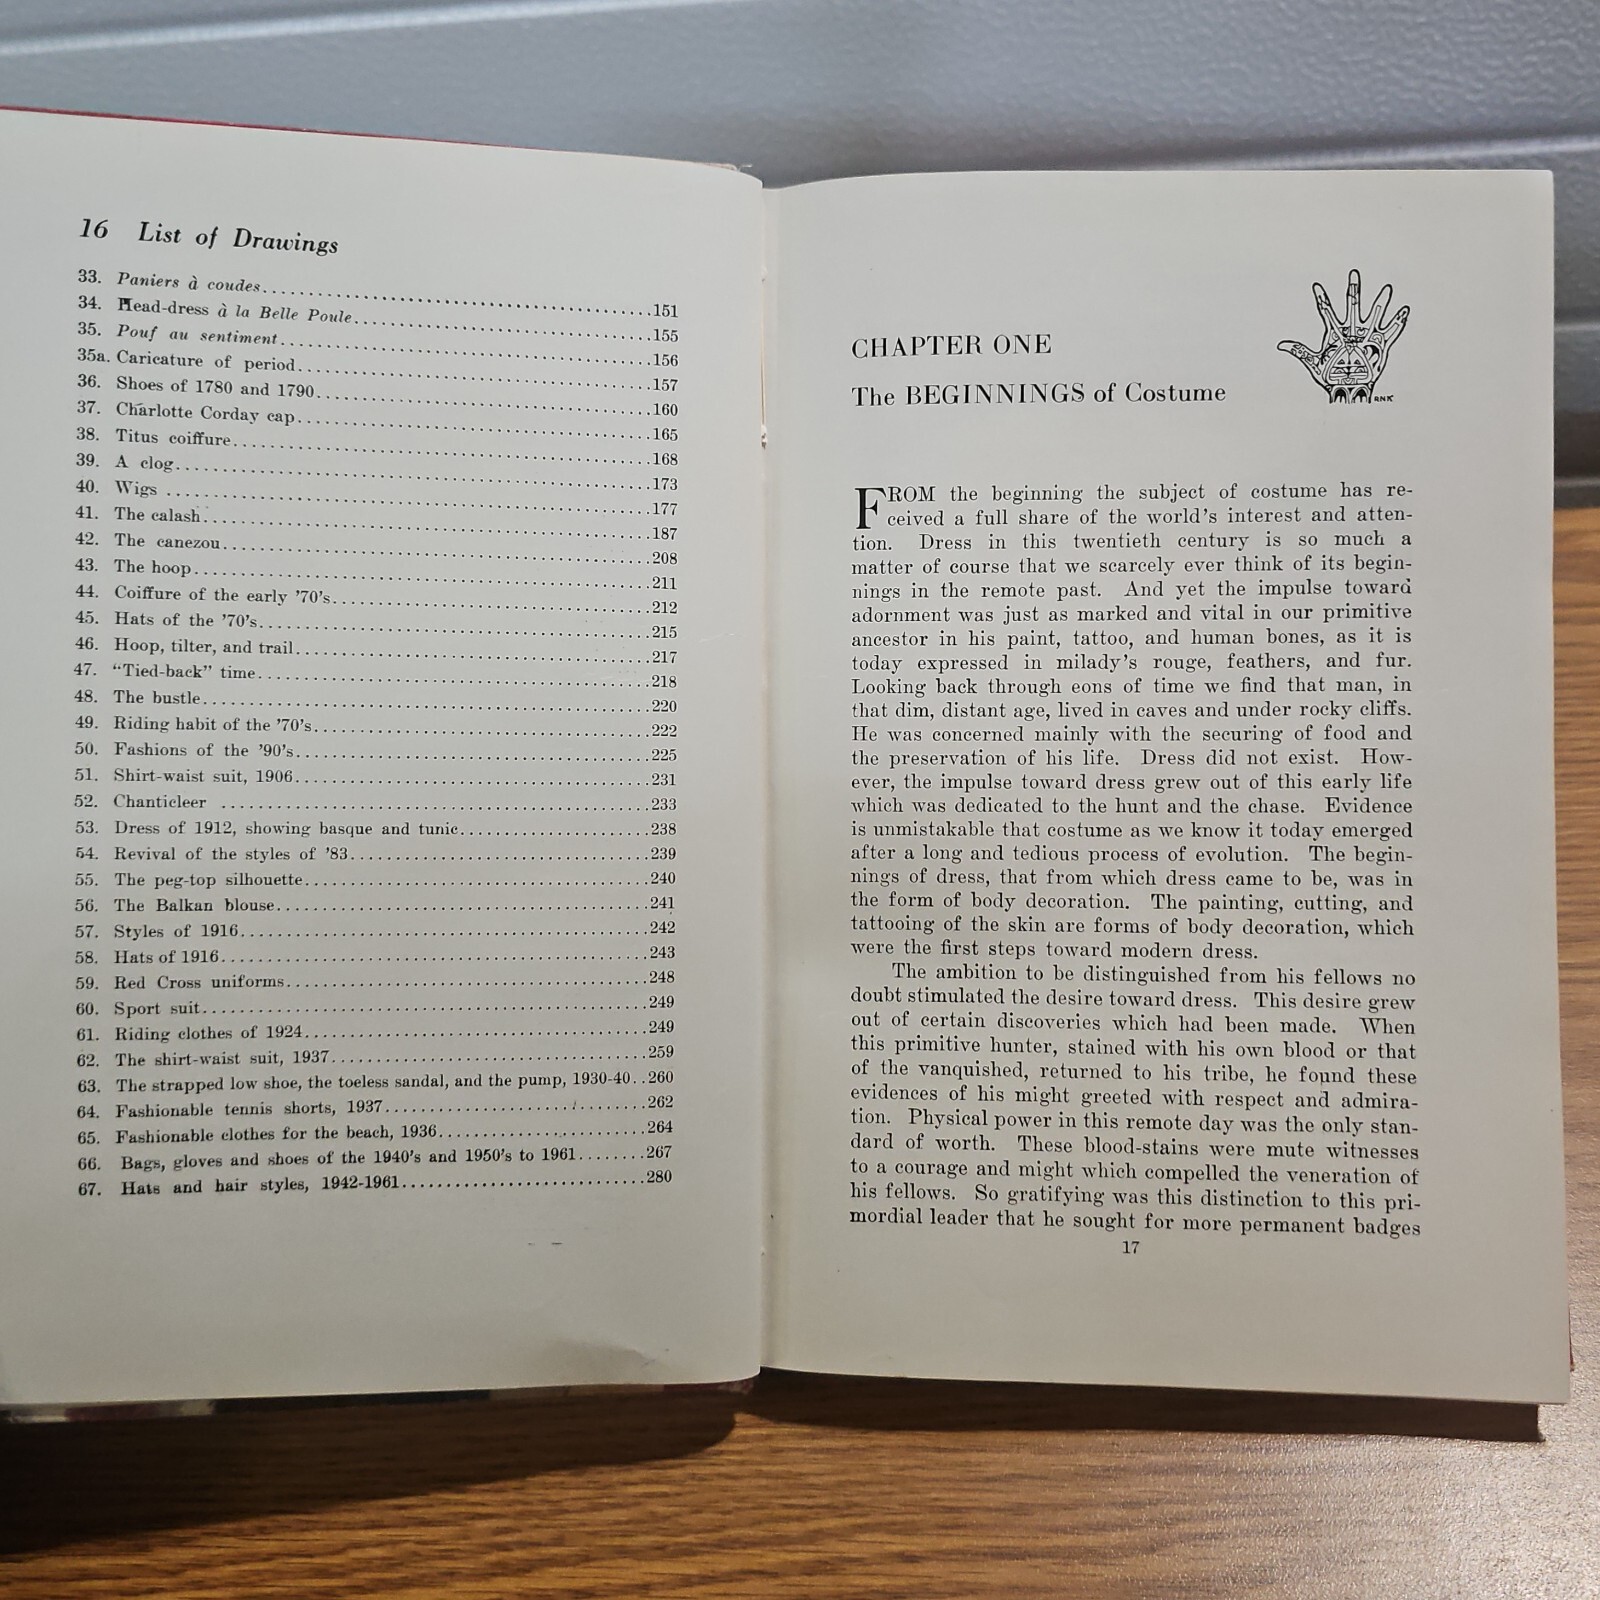 16 List of Drawings
33. Paniers à coudes....................151
34. Head-dress à la Belle Poule....................155
35. Pouf au sentiment....................156
35a. Caricature of period....................157
36. Shoes of 1780 and 1790....................160
37. Charlotte Corday cap....................165
38. Titus coiffure....................168
39. A clog....................173
40. Wigs ....................177
41. The calash....................187
42. The canezou....................208
43. The hoop....................211
44. Coiffure of the early '70's....................212
45. Hats of the '70's....................215
46. Hoop, tilter, and trail....................217
47. "Tied-back" time....................218
48. The bustle....................220
49. Riding habit of the '70's....................222
50. Fashions of the '90's....................225
51. Shirt-waist suit, 1906....................231
52. Chanticleer ....................233
53. Dress of 1912, showing basque and tunic....................238
54. Revival of the styles of '83....................239
55. The peg-top silhouette....................240
56. The Balkan blouse....................241
57. Styles of 1916....................242
58. Hats of 1916....................243
59. Red Cross uniforms....................248
60. Sport suit....................249
61. Riding clothes of 1924....................249
62. The shirt-waist suit, 1937....................259
63. The strapped low shoe, the toeless sandal, and the pump, 1930-40..260
64. Fashionable tennis shorts, 1937....................262
65. Fashionable clothes for the beach, 1936....................264
66. Bags, gloves and shoes of the 1940's and 1950's to 1961........267
67. Hats and hair styles, 1942-1961....................280
CHAPTER ONE
The BEGINNINGS of Costume
RNK
FROM the beginning the subject of costume has re-
ceived a full share of the world's interest and atten-
tion. Dress in this twentieth century is so much a
matter of course that we scarcely ever think of its begin-
nings in the remote past. And yet the impulse toward
adornment was just as marked and vital in our primitive
ancestor in his paint, tattoo, and human bones, as it is
today expressed in milady's rouge, feathers, and fur.
Looking back through eons of time we find that man, in
that dim, distant age, lived in caves and under rocky cliffs.
He was concerned mainly with the securing of food and
the preservation of his life. Dress did not exist. How-
ever, the impulse toward dress grew out of this early life
which was dedicated to the hunt and the chase. Evidence
is unmistakable that costume as we know it today emerged
after a long and tedious process of evolution. The begin-
nings of dress, that from which dress came to be, was in
the form of body decoration. The painting, cutting, and
tattooing of the skin are forms of body decoration, which
were the first steps toward modern dress.
The ambition to be distinguished from his fellows no
doubt stimulated the desire toward dress. This desire grew
out of certain discoveries which had been made. When
this primitive hunter, stained with his own blood or that
of the vanquished, returned to his tribe, he found these
evidences of his might greeted with respect and admira-
tion. Physical power in this remote day was the only stan-
dard of worth. These blood-stains were mute witnesses
to a courage and might which compelled the veneration of
his fellows. So gratifying was this distinction to this pri-
mordial leader that he sought for more permanent badges
17